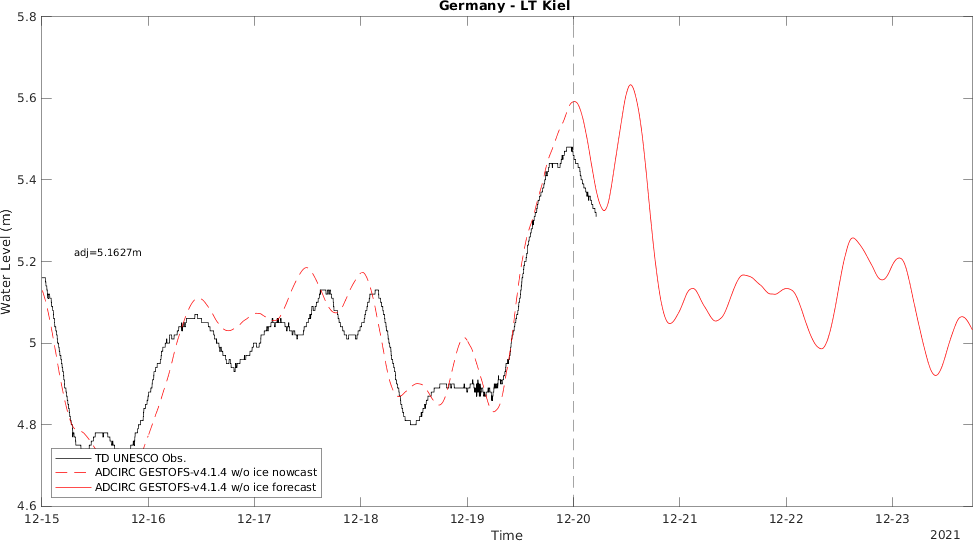 Germany - LT Kiel
5.8
5.6
5.4
5.2
5
4.8
4.6
Water Level (m)
adj=5.1627m
TD UNESCO Obs.
ADCIRC GESTOFS-v4.1.4 w/o ice nowcast
ADCIRC GESTOFS-v4.1.4 w/o ice forecast
12-15 12-16 12-17 12-18 12-19 12-20 12-21 12-22 12-23
Time
2021